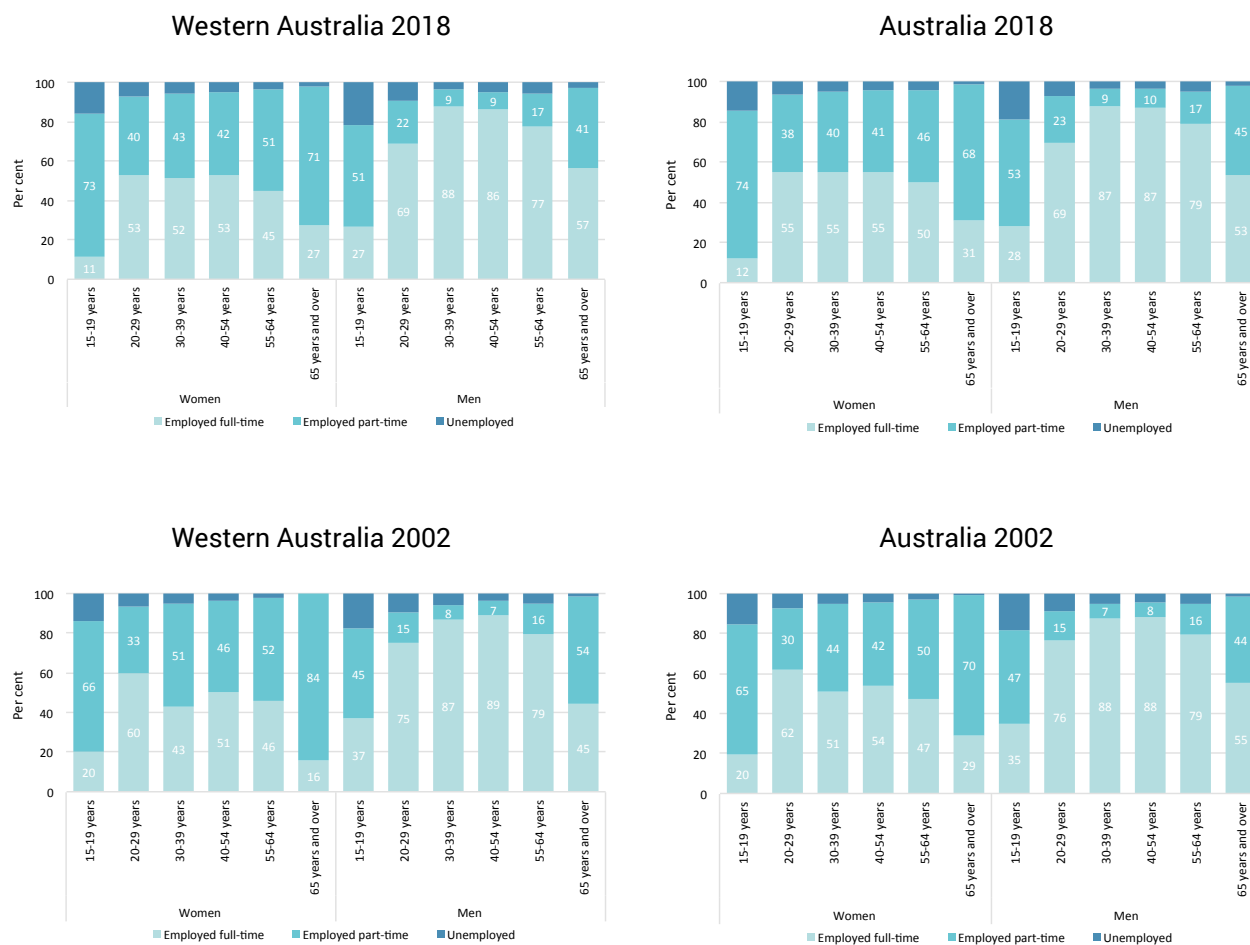 Western Australia 2018
100
80
60
40
20
0
Per cent
73
11
40
53
43
52
42
53
51
45
71
27
51
27
22
69
9
88
9
86
17
77
41
57
15-19 years
20-29 years
30-39 years
40-54 years
55-64 years
65 years and over
15-19 years
20-29 years
30-39 years
40-54 years
55-64 years
65 years and over
Women
Men
Employed full-time Employed part-time Unemployed
Australia 2018
100
80
60
40
20
0
Per cent
74
12
38
55
40
55
41
55
46
50
68
31
53
28
23
69
9
87
10
87
17
79
45
53
15-19 years
20-29 years
30-39 years
40-54 years
55-64 years
65 years and over
15-19 years
20-29 years
30-39 years
40-54 years
55-64 years
65 years and over
Women
Men
Employed full-time Employed part-time Unemployed
Western Australia 2002
100
80
60
40
20
0
Per cent
66
20
33
60
51
43
46
51
52
46
84
16
45
37
15
75
8
87
7
89
16
79
54
45
15-19 years
20-29 years
30-39 years
40-54 years
55-64 years
65 years and over
15-19 years
20-29 years
30-39 years
40-54 years
55-64 years
65 years and over
Women
Men
Employed full-time Employed part-time Unemployed
Australia 2002
100
80
60
40
20
0
Per cent
65
20
30
62
44
51
42
54
50
47
70
29
47
35
15
76
7
88
8
88
16
79
44
55
15-19 years
20-29 years
30-39 years
40-54 years
55-64 years
65 years and over
15-19 years
20-29 years
30-39 years
40-54 years
55-64 years
65 years and over
Women
Men
Employed full-time Employed part-time Unemployed